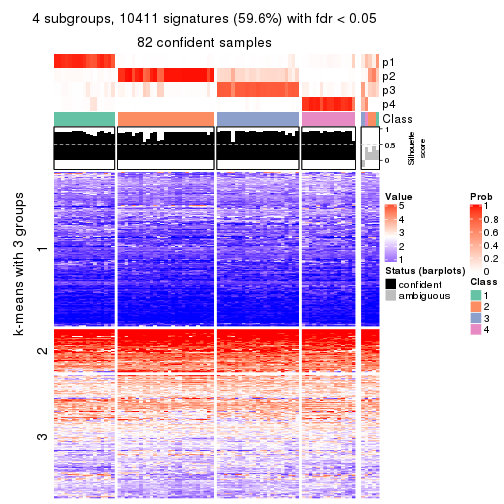 4 subgroups, 10411 signatures (59.6%) with fdr < 0.05
82 confident samples
p1
p2
p3
p4
Class
1
0.5
0
Silhouette
score
k-means with 3 groups
1
2
3
Value
5
4
3
2
1
Status (barplots)
confident
ambiguous
Prob
1
0.8
0.6
0.4
0.2
0
Class
1
2
3
4